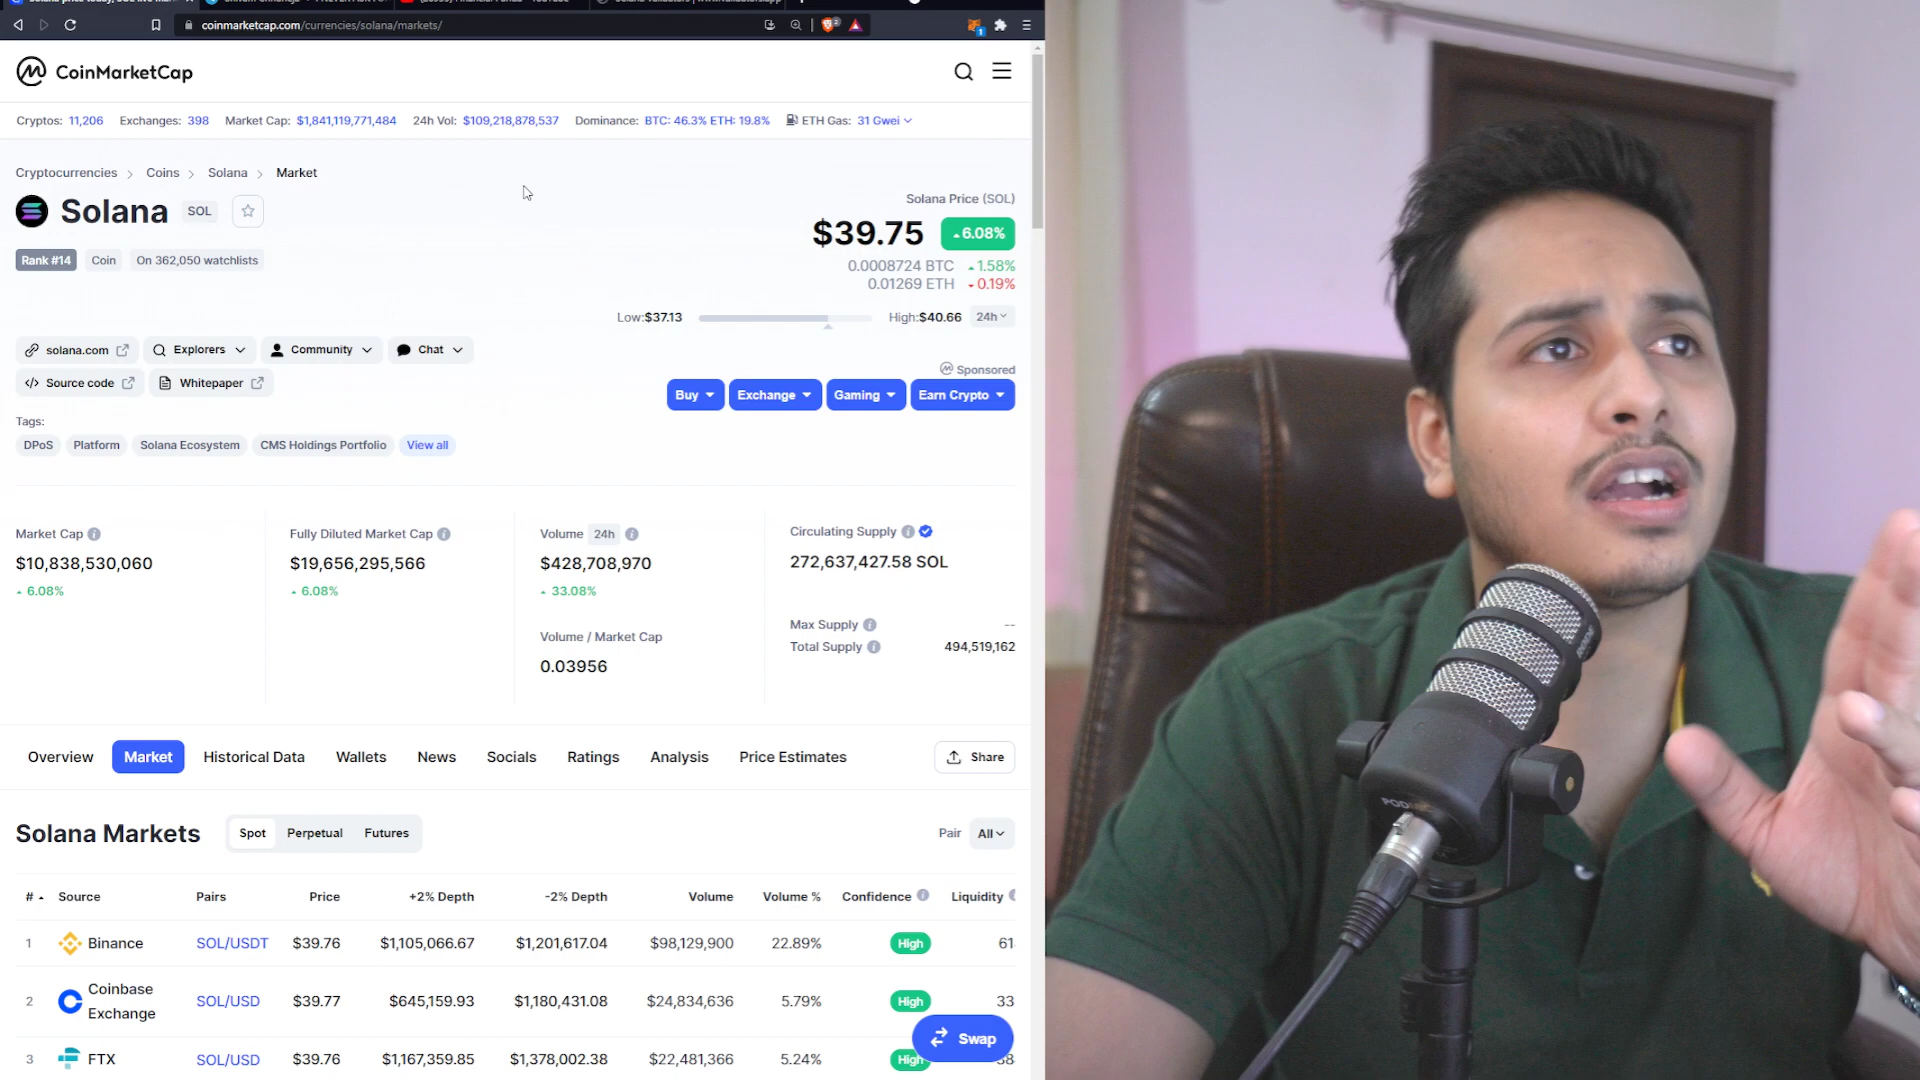 coinmarketcap.com/currencies/solana/markets/
CoinMarketCap
Cryptos: 11,206 Exchanges: 398 Market Cap: $1,841,119,771,484 24h Vol: $109,218,878,537 Dominance: BTC: 46.3% ETH: 19.8% ETH Gas: 31 Gwei
Cryptocurrencies Coins Solana Market
Solana SOL
Solana Price (SOL)
$39.75 6.08%
Rank #14 Coin On 362,050 watchlists
0.0008724 BTC 1.58%
0.01269 ETH 0.19%
Low:$37.13 High:$40.66 24h
solana.com Explorers Community Chat
Sponsored
Source code Whitepaper
Buy Exchange Gaming Earn Crypto
Tags:
DPoS Platform Solana Ecosystem CMS Holdings Portfolio View all
Market Cap Fully Diluted Market Cap Volume 24h Circulating Supply
$10,838,530,060 $19,656,295,566 $428,708,970 272,637,427.58 SOL
6.08% 6.08% 33.08%
Max Supply --
Volume / Market Cap Total Supply 494,519,162
0.03956
Overview Market Historical Data Wallets News Socials Ratings Analysis Price Estimates Share
Solana Markets Spot Perpetual Futures Pair All
# Source Pairs Price +2% Depth -2% Depth Volume Volume % Confidence Liquidity
1 Binance SOL/USDT $39.76 $1,105,066.67 $1,201,617.04 $98,129,900 22.89% High 61
2 Coinbase Exchange SOL/USD $39.77 $645,159.93 $1,180,431.08 $24,834,636 5.79% High 33
Swap
3 FTX SOL/USD $39.76 $1,167,359.85 $1,378,002.38 $22,481,366 5.24% High
RODE